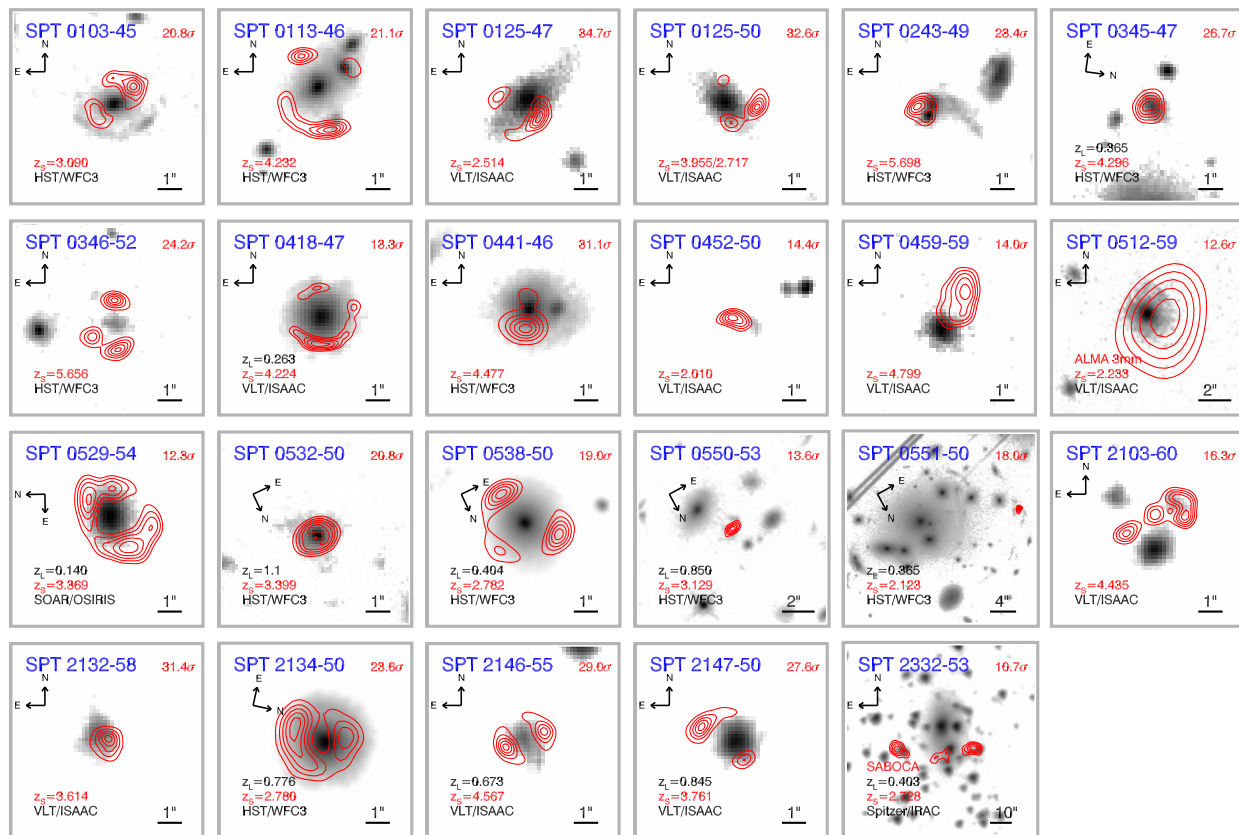 SPT 0103-45 20.8σ
N
E
z_S=3.090
HST/WFC3 1"
SPT 0113-46 21.1σ
N
E
z_S=4.232
HST/WFC3 1"
SPT 0125-47 34.7σ
N
E
z_S=2.514
VLT/ISAAC 1"
SPT 0125-50 32.6σ
N
E
z_S=3.955/2.717
VLT/ISAAC 1"
SPT 0243-49 23.4σ
N
E
z_S=5.698
HST/WFC3 1"
SPT 0345-47 26.7σ
E
N
z_L=0.365
z_S=4.296
HST/WFC3 1"
SPT 0346-52 24.2σ
N
E
z_S=5.656
HST/WFC3 1"
SPT 0418-47 13.3σ
N
E
z_L=0.263
z_S=4.224
VLT/ISAAC 1"
SPT 0441-46 31.1σ
N
E
z_S=4.477
HST/WFC3 1"
SPT 0452-50 14.4σ
N
E
z_S=2.010
VLT/ISAAC 1"
SPT 0459-59 14.0σ
N
E
z_S=4.799
VLT/ISAAC 1"
SPT 0512-59 12.6σ
N
E
ALMA 3mm
z_S=2.233
VLT/ISAAC 2"
SPT 0529-54 12.3σ
N
E
z_L=0.140
z_S=3.369
SOAR/OSIRIS 1"
SPT 0532-50 20.8σ
E
N
z_L=1.1
z_S=3.399
HST/WFC3 1"
SPT 0538-50 19.0σ
E
N
z_L=0.404
z_S=2.782
HST/WFC3 1"
SPT 0550-53 13.6σ
E
N
z_L=0.850
z_S=3.129
HST/WFC3 2"
SPT 0551-50 18.0σ
E
N
z_L=0.365
z_S=2.123
HST/WFC3 4"
SPT 2103-60 16.3σ
N
E
z_S=4.435
VLT/ISAAC 1"
SPT 2132-58 31.4σ
N
E
z_S=3.614
VLT/ISAAC 1"
SPT 2134-50 23.6σ
E
N
z_L=0.776
z_S=2.780
HST/WFC3 1"
SPT 2146-55 29.0σ
N
E
z_L=0.673
z_S=4.567
VLT/ISAAC 1"
SPT 2147-50 27.6σ
N
E
z_L=0.845
z_S=3.761
VLT/ISAAC 1"
SPT 2332-53 10.7σ
N
E
SABOCA
z_L=0.403
z_S=2.728
Spitzer/IRAC 10"